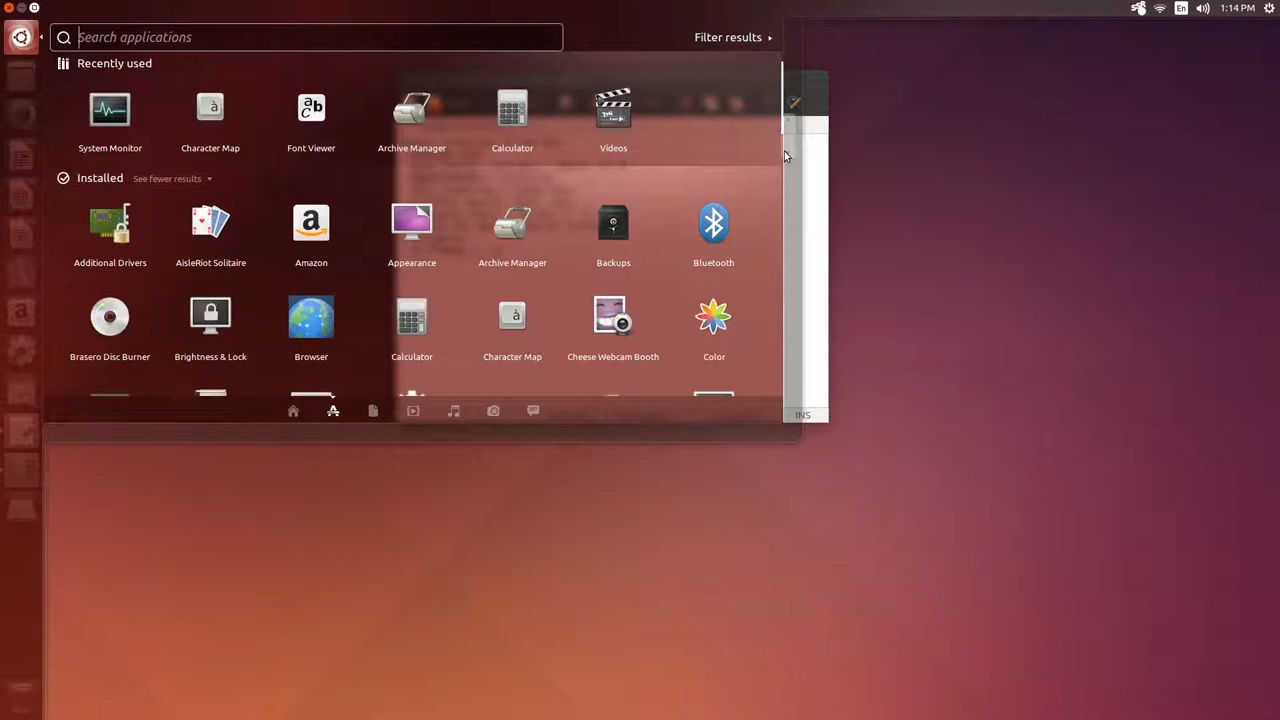 En
1:14 PM
Search applications
Filter results
Recently used
System Monitor
Character Map
Font Viewer
Archive Manager
Calculator
Videos
Installed
See fewer results
Additional Drivers
AisleRiot Solitaire
Amazon
Appearance
Archive Manager
Backups
Bluetooth
Brasero Disc Burner
Brightness & Lock
Browser
Calculator
Character Map
Cheese Webcam Booth
Color
INS